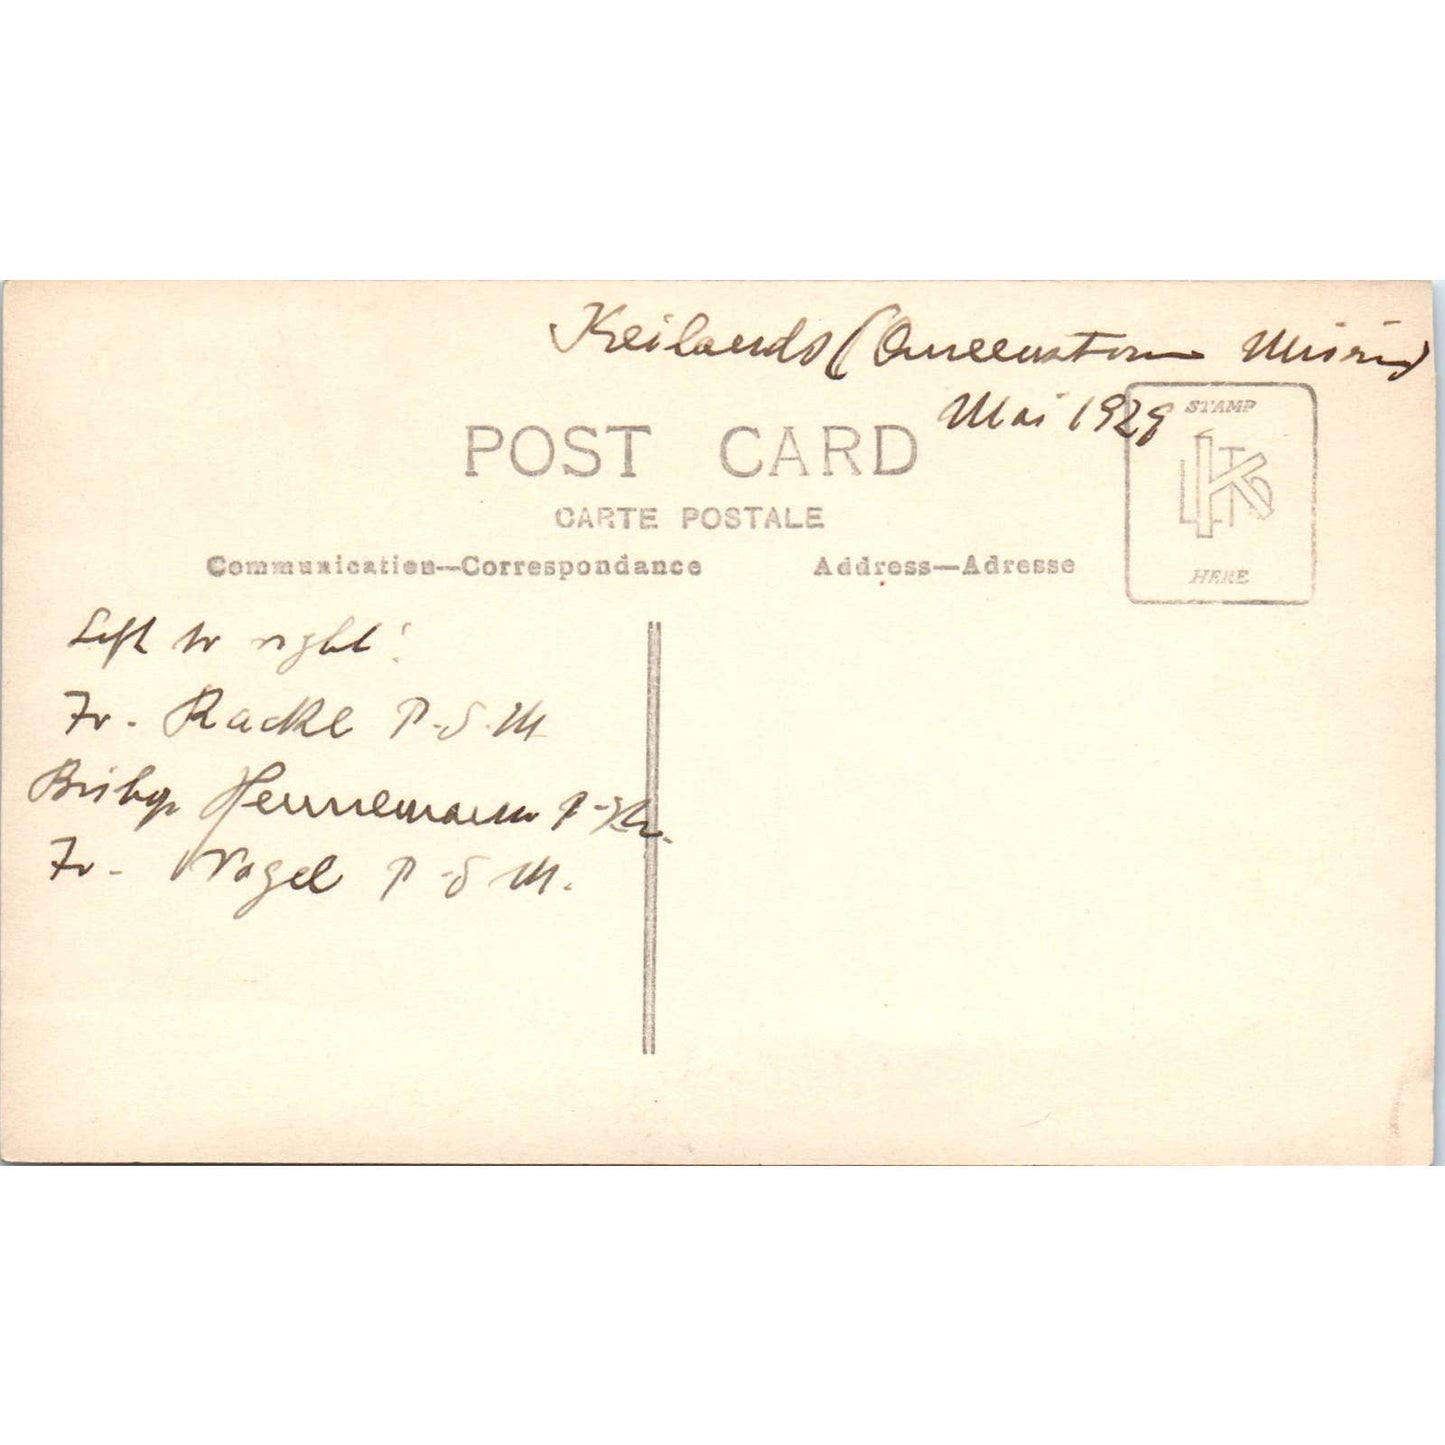 Keilands (Queenstown Mission)
Mai 1929
POST CARD
CARTE POSTALE
Communication—Correspondance
Address—Adresse
STAMP
HERE
Left to right:
Fr. Rackl P.S.M
Bishop Hennemann P.S.M.
Fr. Vogel P.S.M.